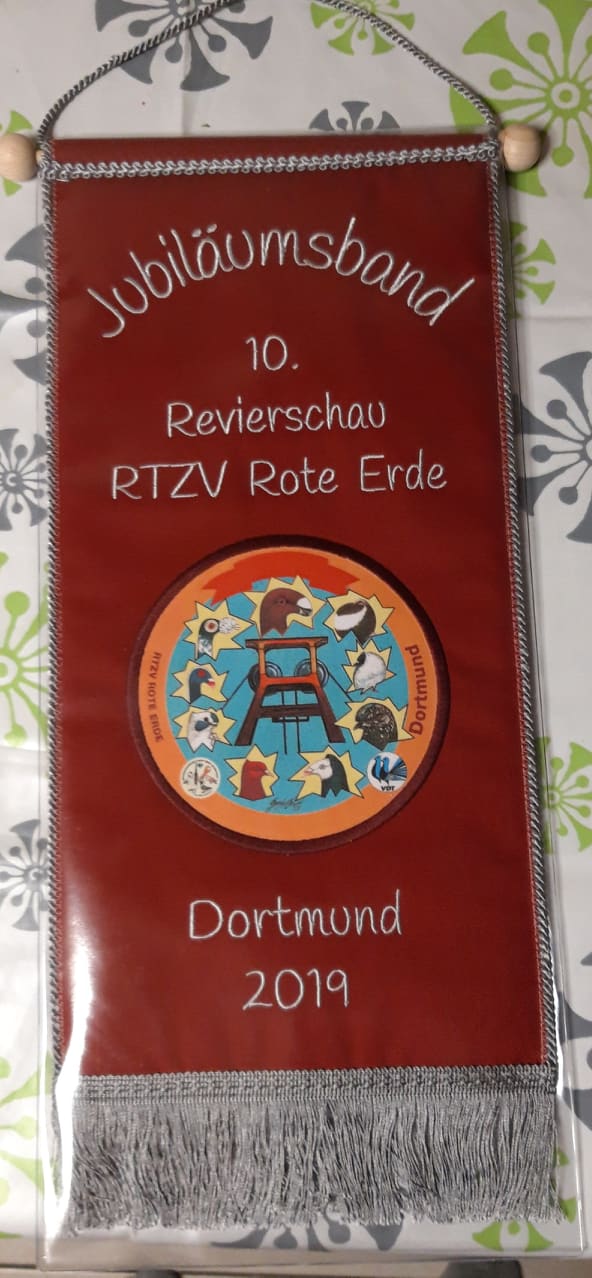 Jubiläumsband
10.
Revierschau
RTZV Rote Erde
RTZV ROTE ERDE
Dortmund
VDT
Dortmund
2019